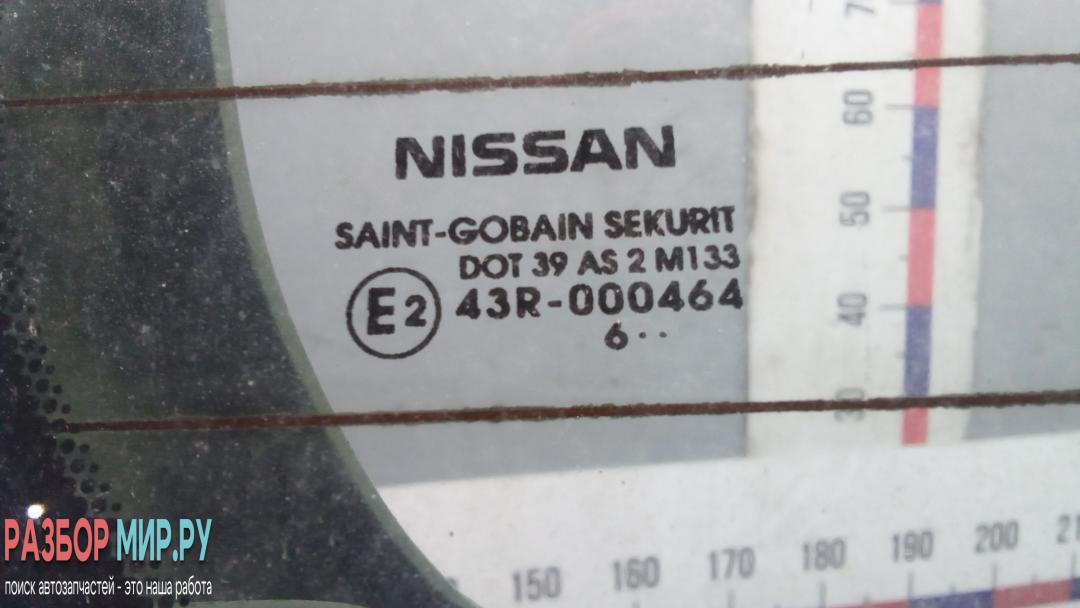 NISSAN
SAINT-GOBAIN SEKURIT
DOT 39 AS 2 M133
E2 43R-000464
6··
60
50
40
30
150 160 170 180 190 200
РАЗБОР МИР.РУ
поиск автозапчастей - это наша работа